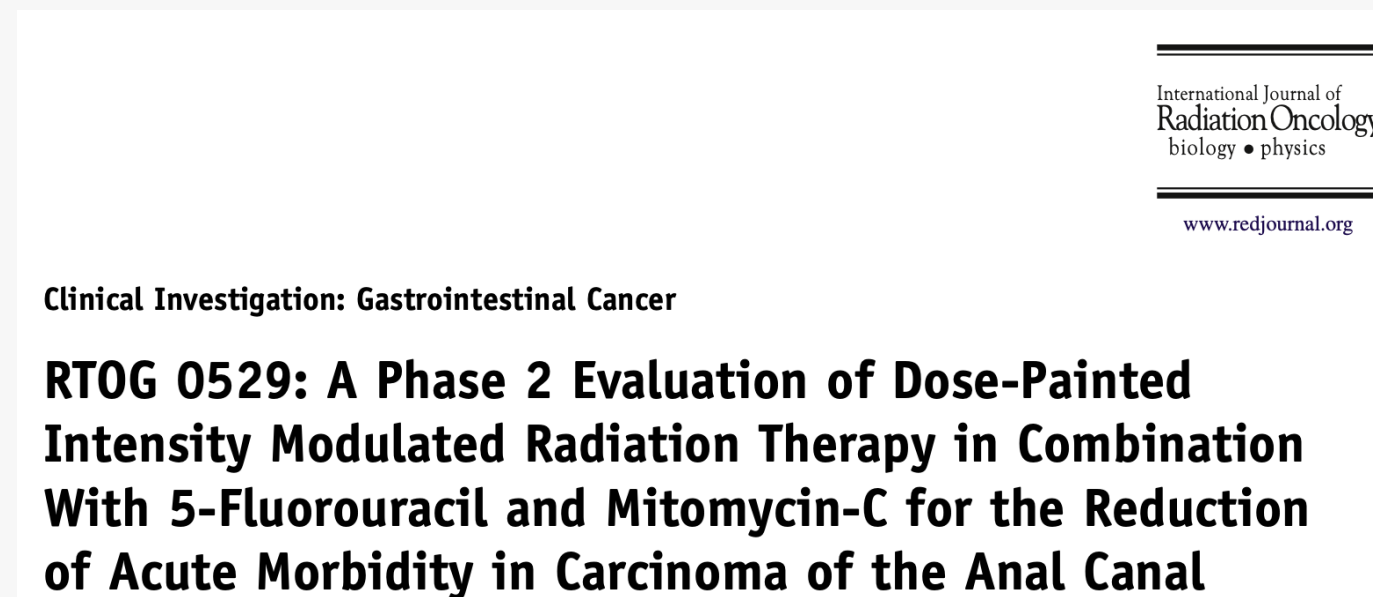 International Journal of
Radiation Oncology
biology • physics
www.redjournal.org
Clinical Investigation: Gastrointestinal Cancer
RTOG 0529: A Phase 2 Evaluation of Dose-Painted
Intensity Modulated Radiation Therapy in Combination
With 5-Fluorouracil and Mitomycin-C for the Reduction
of Acute Morbidity in Carcinoma of the Anal Canal